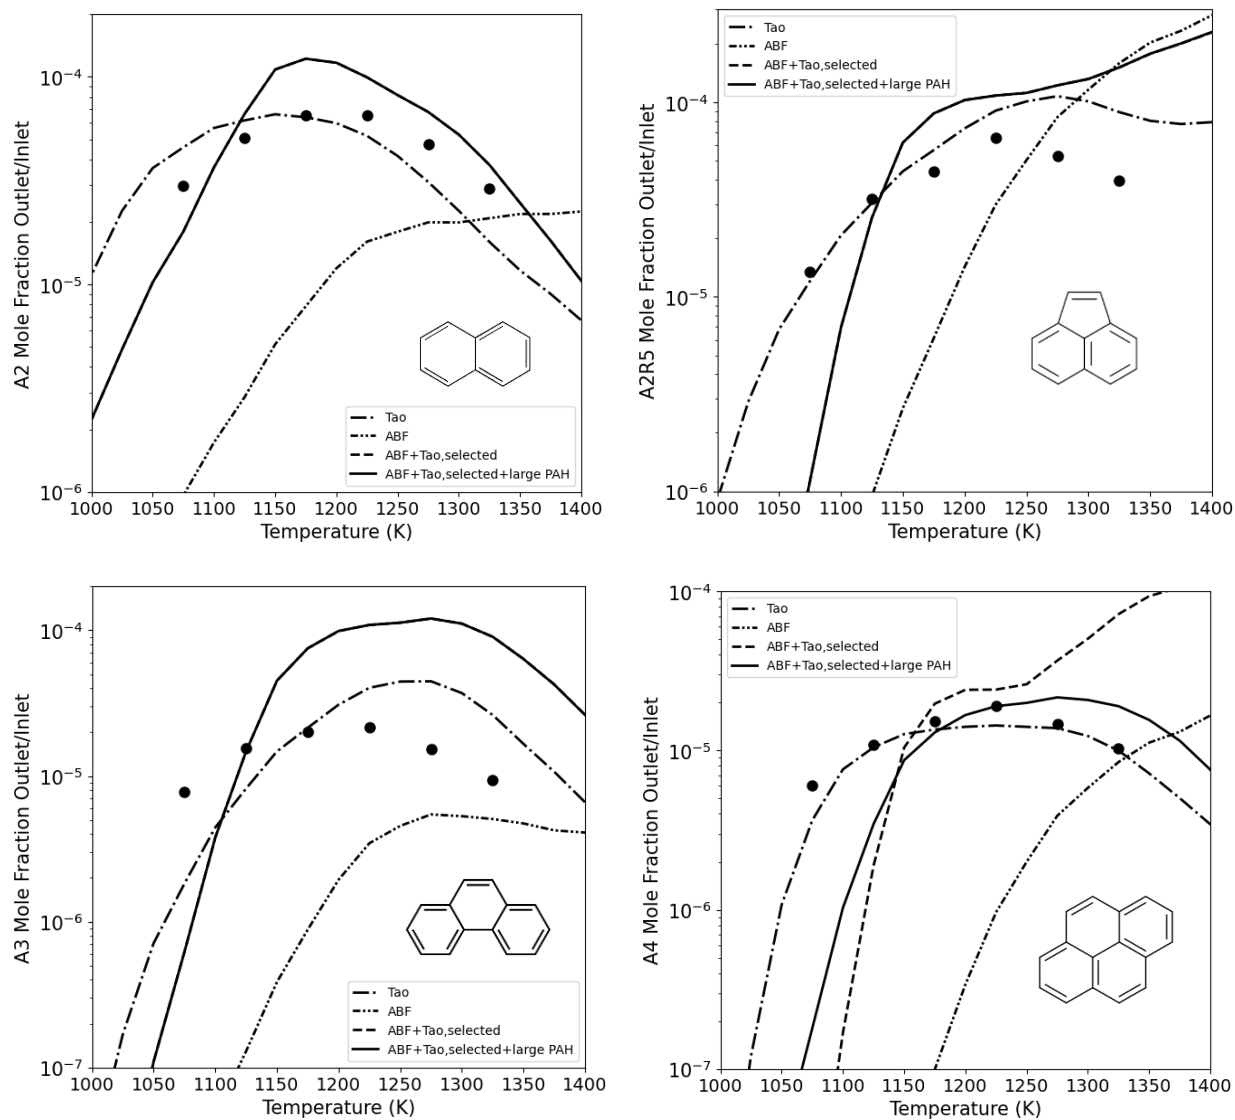 A2 Mole Fraction Outlet/Inlet
10⁻⁴
10⁻⁵
10⁻⁶
Tao
ABF
ABF+Tao,selected
ABF+Tao,selected+large PAH
1000 1050 1100 1150 1200 1250 1300 1350 1400
Temperature (K)
A2R5 Mole Fraction Outlet/Inlet
Tao
ABF
ABF+Tao,selected
ABF+Tao,selected+large PAH
10⁻⁴
10⁻⁵
10⁻⁶
1000 1050 1100 1150 1200 1250 1300 1350 1400
Temperature (K)
A3 Mole Fraction Outlet/Inlet
10⁻⁴
10⁻⁵
10⁻⁶
10⁻⁷
Tao
ABF
ABF+Tao,selected
ABF+Tao,selected+large PAH
1000 1050 1100 1150 1200 1250 1300 1350 1400
Temperature (K)
A4 Mole Fraction Outlet/Inlet
10⁻⁴
Tao
ABF
ABF+Tao,selected
ABF+Tao,selected+large PAH
10⁻⁵
10⁻⁶
10⁻⁷
1000 1050 1100 1150 1200 1250 1300 1350 1400
Temperature (K)